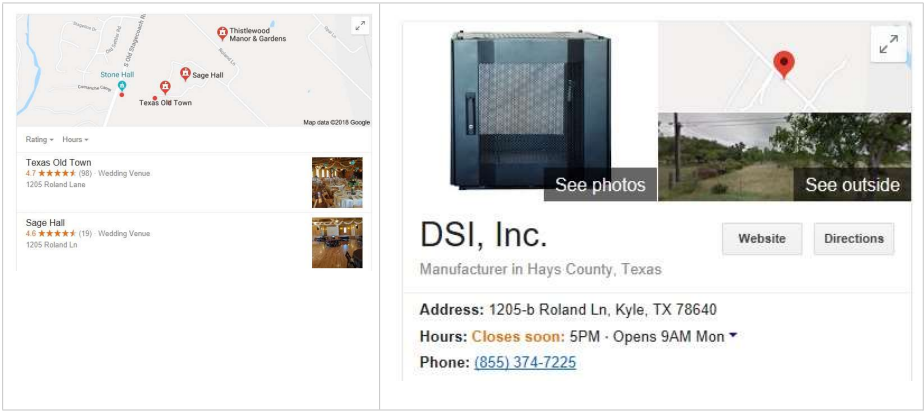 Thistlewood
Manor & Gardens
Stone Hall
Sage Hall
Texas Old Town
Map data ©2018 Google
Rating Hours
Texas Old Town
4.7 ★★★★★ (98) · Wedding Venue
1205 Roland Lane
Sage Hall
4.6 ★★★★★ (19) · Wedding Venue
1205 Roland Ln
See photos
See outside
DSI, Inc.
Website
Directions
Manufacturer in Hays County, Texas
Address: 1205-b Roland Ln, Kyle, TX 78640
Hours: Closes soon: 5PM · Opens 9AM Mon
Phone: (855) 374-7225